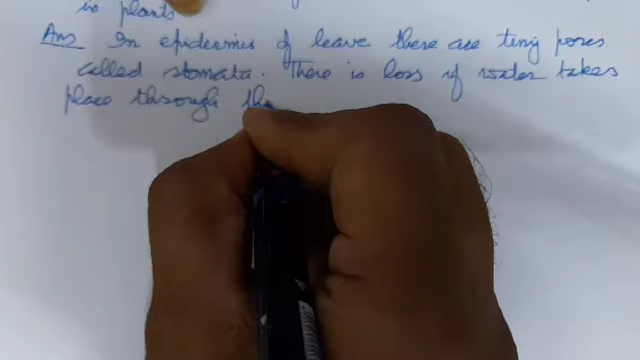 in plants
Ans In epidermis of leave there are tiny pores
called stomata. There is loss of water takes
place through the